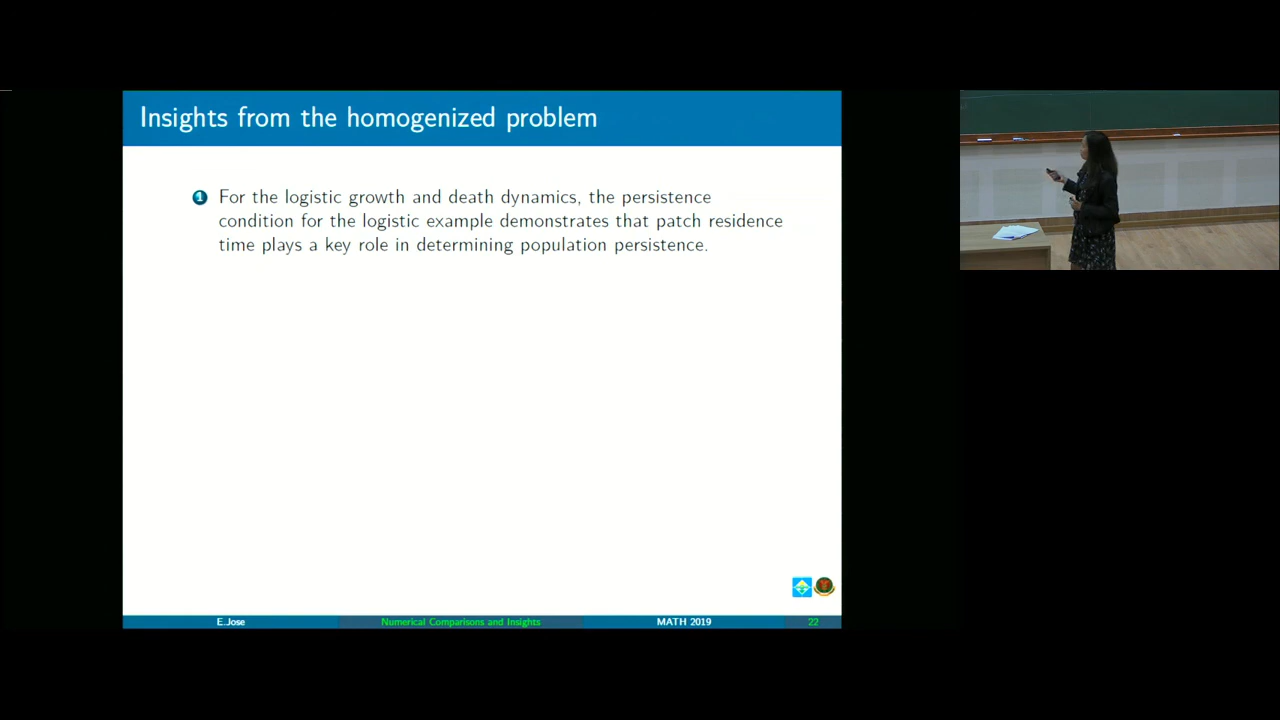 Insights from the homogenized problem
1 For the logistic growth and death dynamics, the persistence
condition for the logistic example demonstrates that patch residence
time plays a key role in determining population persistence.
E.Jose Numerical Comparisons and Insights MATH 2019 22